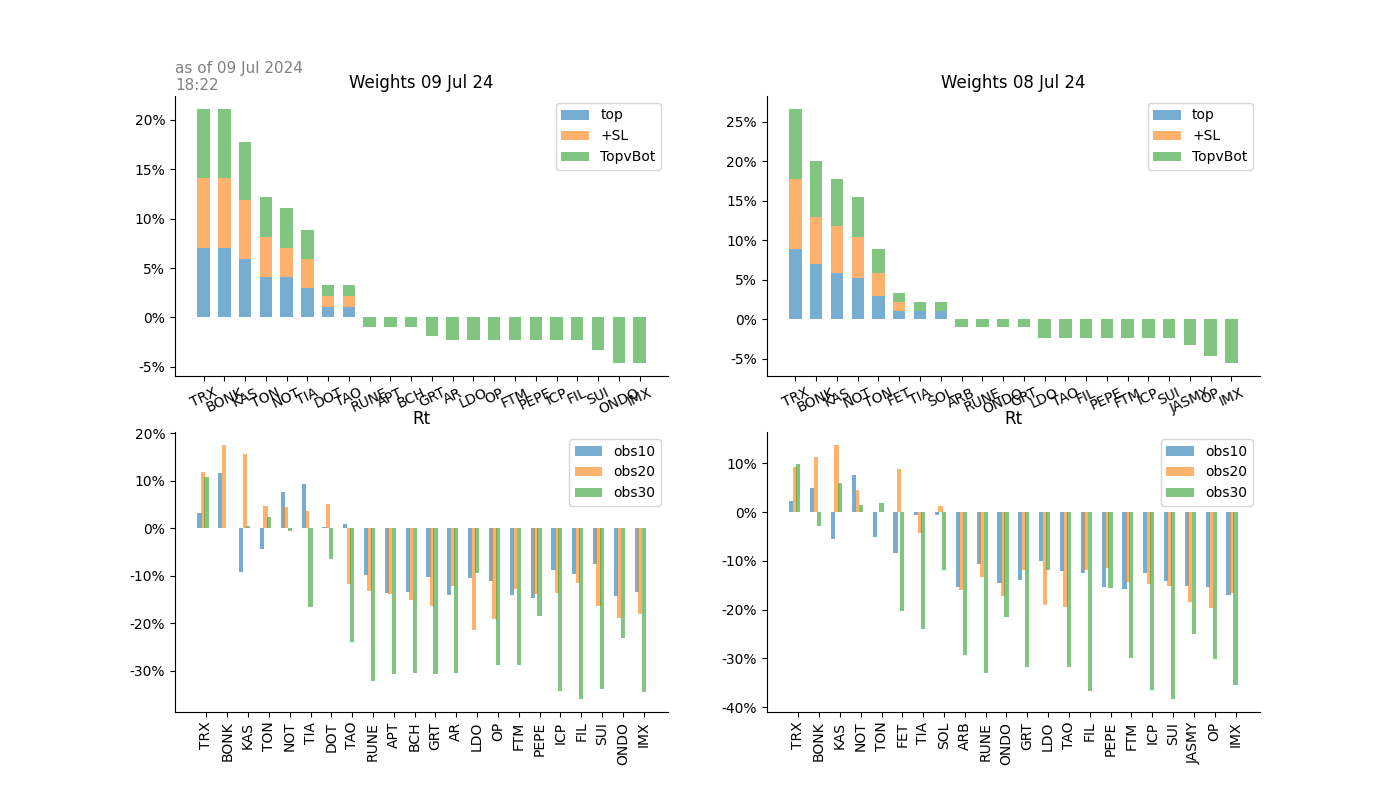 as of 09 Jul 2024
18:22
Weights 09 Jul 24
20%
15%
10%
5%
0%
-5%
top
+SL
TopvBot
TRX BONK KAS TON NOT TIA DOT TAO RUNE APT BCH GRT AR LDO OP FTM PEPE ICP FIL SUI ONDO IMX
Weights 08 Jul 24
25%
20%
15%
10%
5%
0%
-5%
top
+SL
TopvBot
TRX BONK KAS NOT TON FET TIA SOL ARB RUNE ONDO GRT LDO TAO FIL PEPE FTM ICP SUI JASMY OP IMX
Rt
20%
10%
0%
-10%
-20%
-30%
obs10
obs20
obs30
TRX BONK KAS TON NOT TIA DOT TAO RUNE APT BCH GRT AR LDO OP FTM PEPE ICP FIL SUI ONDO IMX
Rt
10%
0%
-10%
-20%
-30%
-40%
obs10
obs20
obs30
TRX BONK KAS NOT TON FET TIA SOL ARB RUNE ONDO GRT LDO TAO FIL PEPE FTM ICP SUI JASMY OP IMX